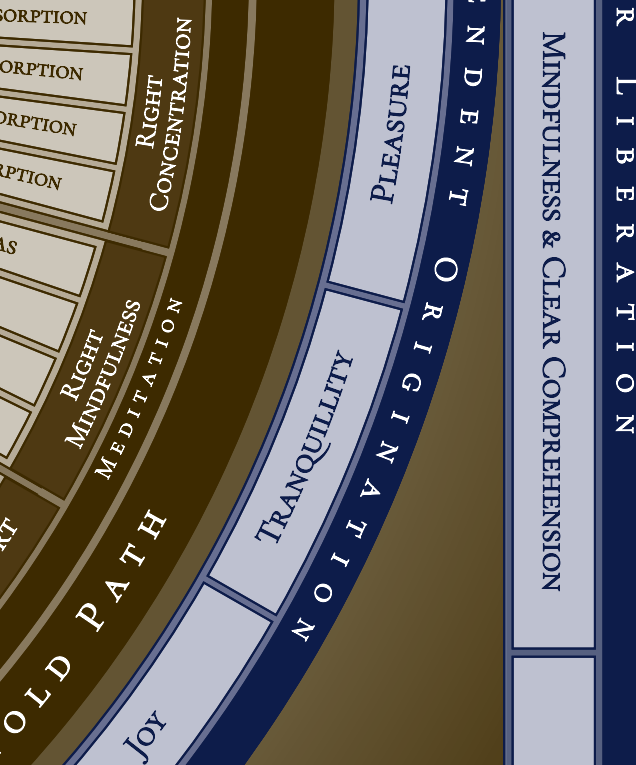 SORPTION
ORPTION
ORPTION
RPTION
AS
RIGHT
CONCENTRATION
RIGHT
MINDFULNESS
RT
MEDITATION
OLD PATH
PLEASURE
TRANQUILLITY
JOY
NDENT ORIGINATION
MINDFULNESS & CLEAR COMPREHENSION
R LIBERATION